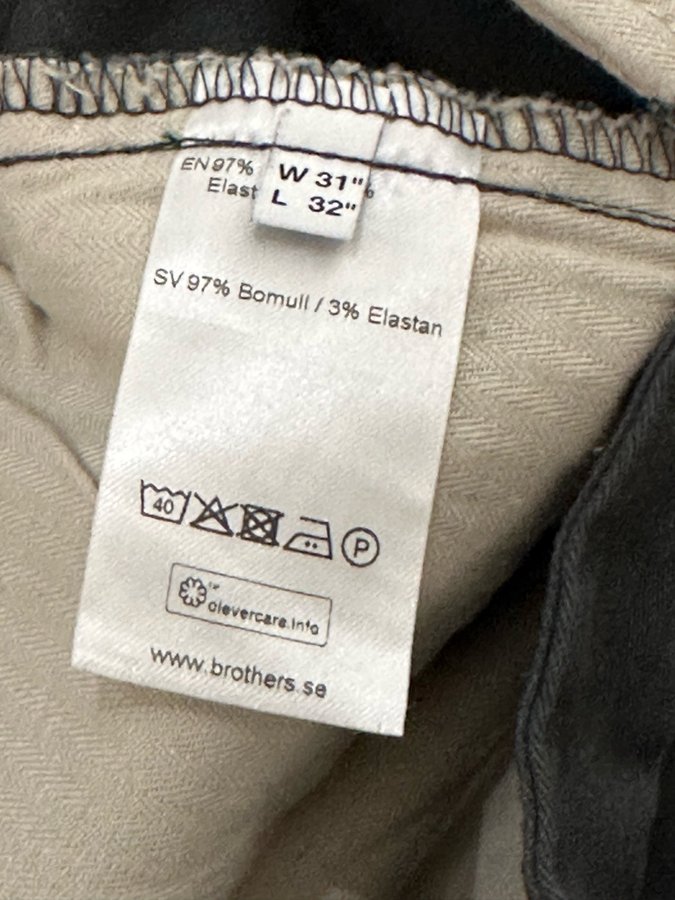 EN 97%
Elast
W 31"
L 32"
%
SV 97% Bomull / 3% Elastan
40
P
clevercare.info
www.brothers.se